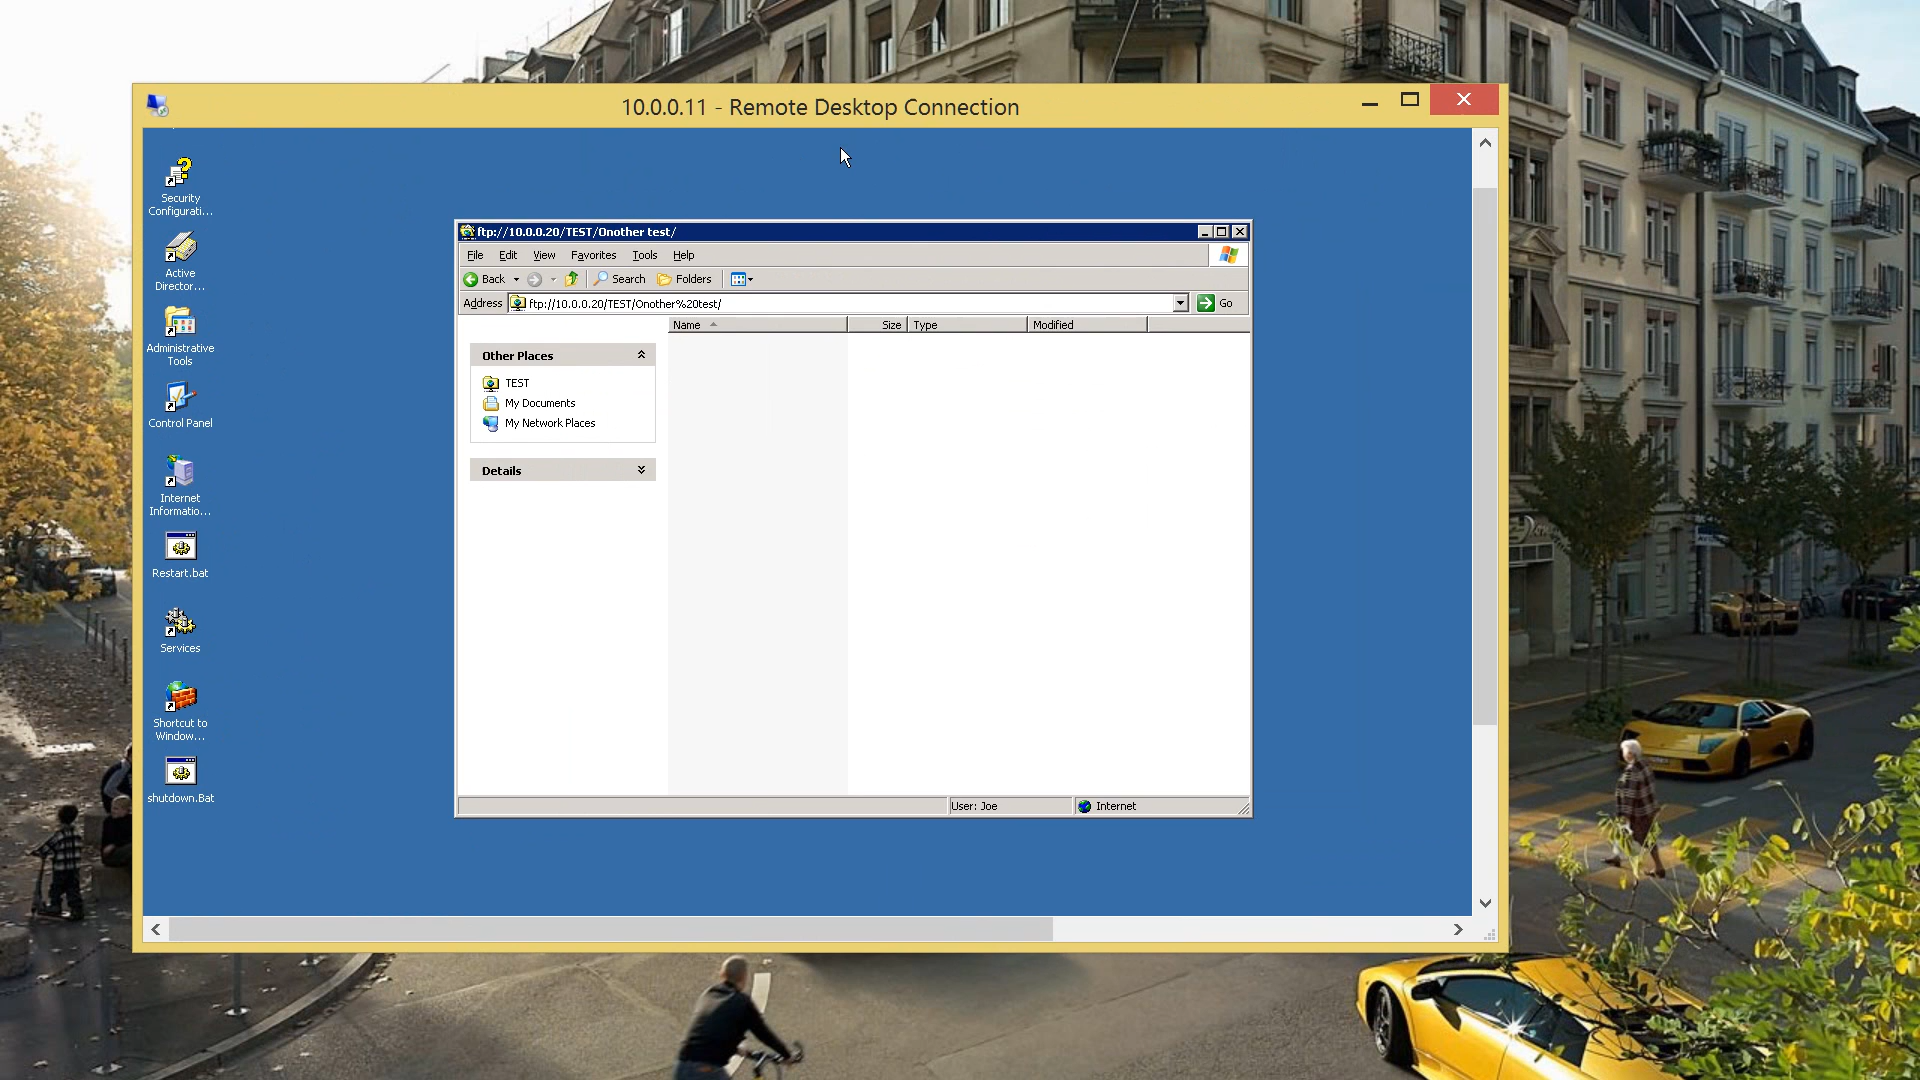 10.0.0.11 - Remote Desktop Connection
Security
Configurati...
Active
Director...
Administrative
Tools
Control Panel
Internet
Informatio...
Restart.bat
Services
Shortcut to
Window...
shutdown.Bat
ftp://10.0.0.20/TEST/Onother test/
File Edit View Favorites Tools Help
Back Search Folders
Address ftp://10.0.0.20/TEST/Onother%20test/ Go
Name Size Type Modified
Other Places
TEST
My Documents
My Network Places
Details
User: Joe Internet